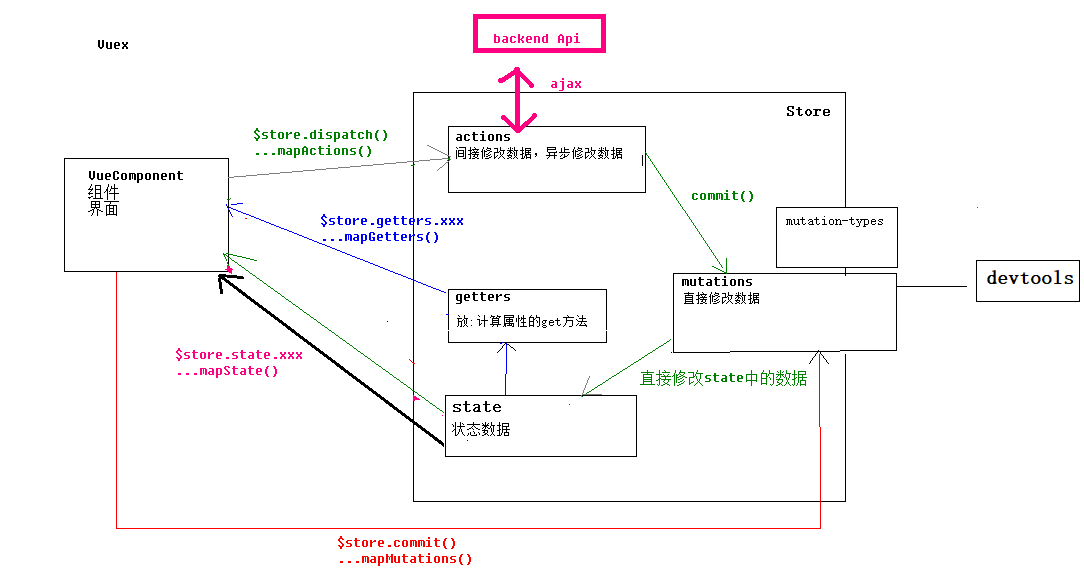 Vuex
backend Api
ajax
Store
$store.dispatch()
...mapActions()
actions
间接修改数据，异步修改数据
VueComponent
组件
界面
commit()
$store.getters.xxx
...mapGetters()
mutation-types
devtools
mutations
直接修改数据
getters
放:计算属性的get方法
$store.state.xxx
...mapState()
直接修改state中的数据
state
状态数据
$store.commit()
...mapMutations()